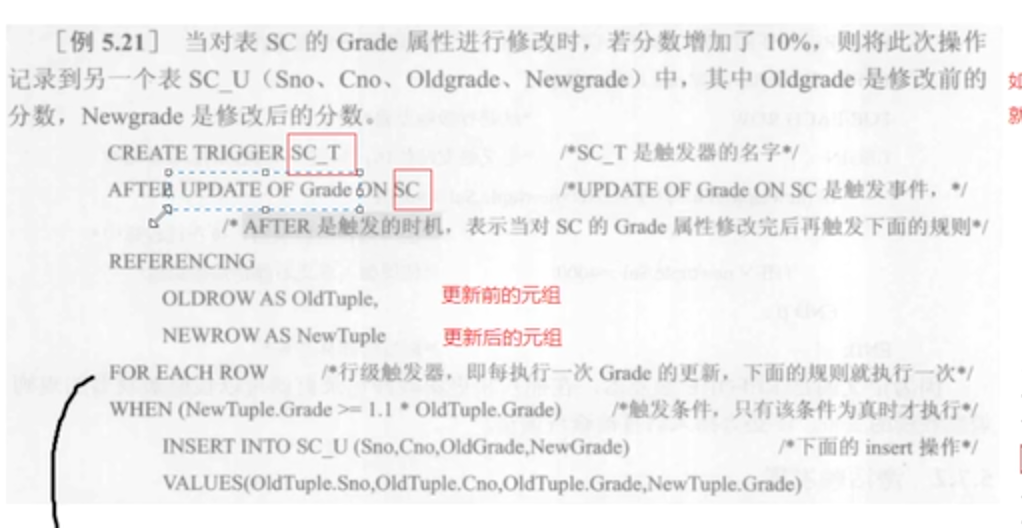 [例 5.21] 当对表 SC 的 Grade 属性进行修改时，若分数增加了 10%，则将此次操作
记录到另一个表 SC_U（Sno、Cno、Oldgrade、Newgrade）中，其中 Oldgrade 是修改前的
分数，Newgrade 是修改后的分数。
CREATE TRIGGER SC_T /*SC_T 是触发器的名字*/
AFTER UPDATE OF Grade ON SC /*UPDATE OF Grade ON SC 是触发事件，*/
/* AFTER 是触发的时机，表示当对 SC 的 Grade 属性修改完后再触发下面的规则*/
REFERENCING
OLDROW AS OldTuple, 更新前的元组
NEWROW AS NewTuple 更新后的元组
FOR EACH ROW /*行级触发器，即每执行一次 Grade 的更新，下面的规则就执行一次*/
WHEN (NewTuple.Grade >= 1.1 * OldTuple.Grade) /*触发条件，只有该条件为真时才执行*/
INSERT INTO SC_U (Sno,Cno,OldGrade,NewGrade) /*下面的 insert 操作*/
VALUES(OldTuple.Sno,OldTuple.Cno,OldTuple.Grade,NewTuple.Grade)